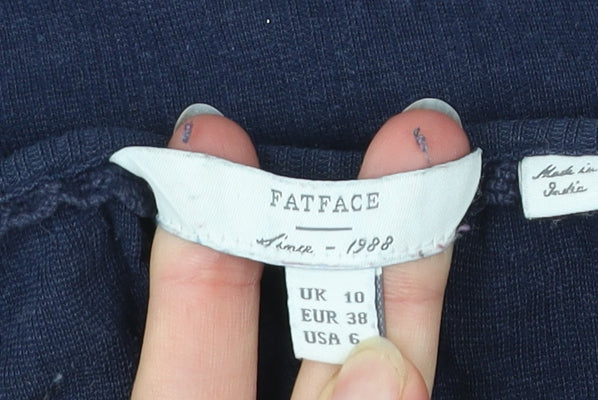 FATFACE
Since - 1988
UK 10
EUR 38
USA 6
Made in
India